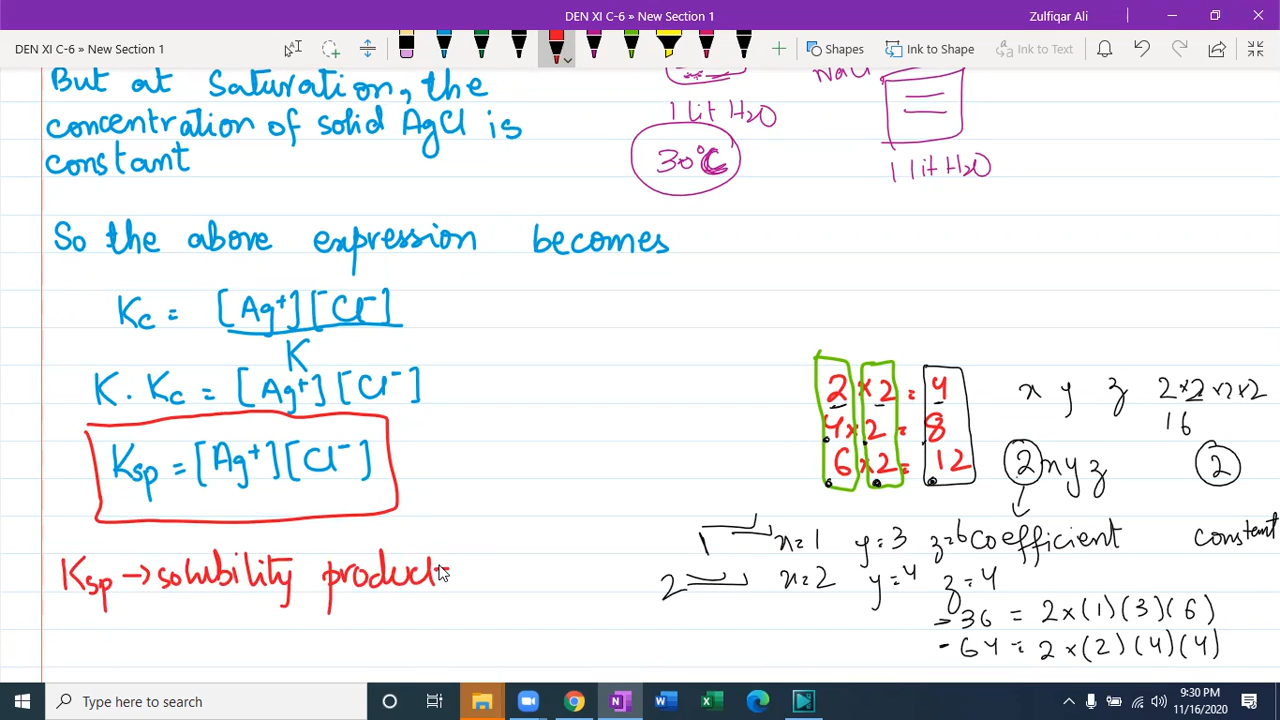 DEN XI C-6 » New Section 1
Zulfiqar Ali
DEN XI C-6 » New Section 1
Shapes
Ink to Shape
Ink to Text
But at Saturation, the
concentration of solid AgCl is
constant
NaCl
1 lit H2O
30°C
1 lit H2O
So the above expression becomes
Kc = [Ag+][Cl-]
K
K . Kc = [Ag+][Cl-]
Ksp = [Ag+][Cl-]
Ksp → solubility product
2 × 2 = 4
4 × 2 = 8
6 × 2 = 12
x y z 2×2×2×2
16
2xyz 2
coefficient constant
x=1 y=3 z=6
2 x=2 y=4 z=4
- 36 = 2×(1)(3)(6)
- 64 = 2×(2)(4)(4)
Type here to search
9:30 PM
11/16/2020